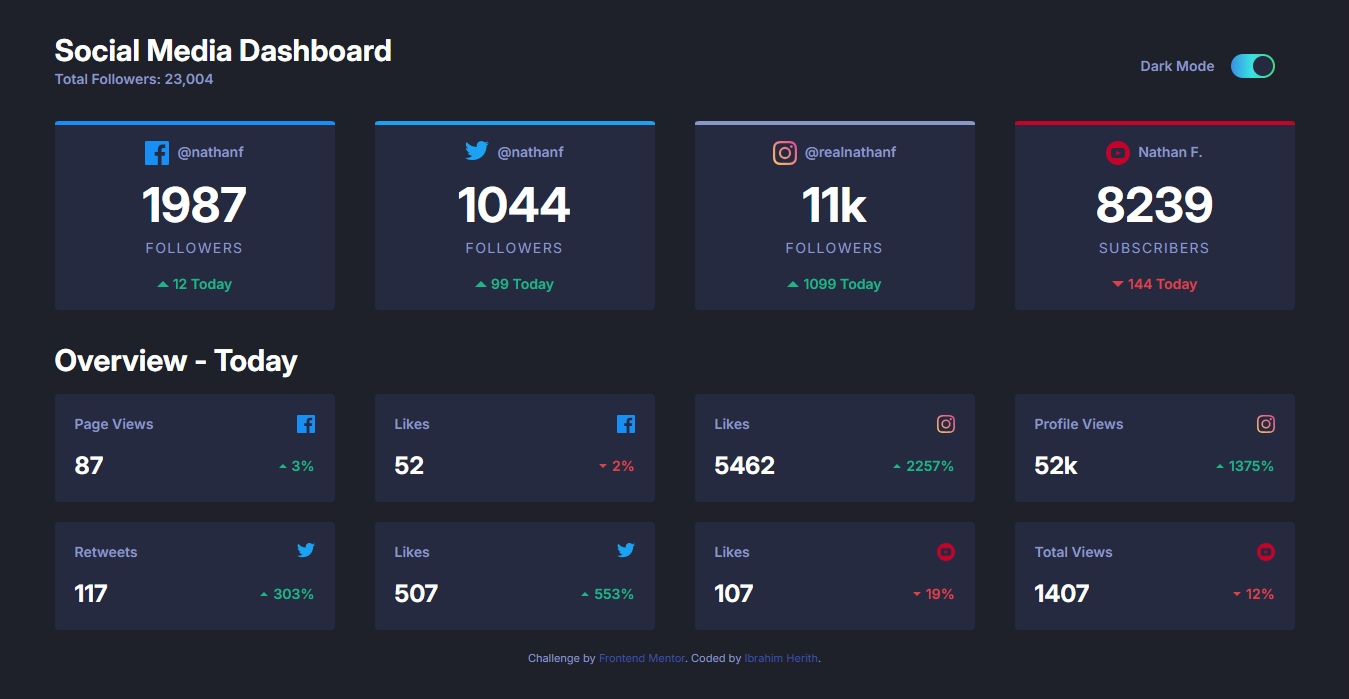 Social Media Dashboard
Total Followers: 23,004
Dark Mode
@nathanf
1987
FOLLOWERS
12 Today
@nathanf
1044
FOLLOWERS
99 Today
@realnathanf
11k
FOLLOWERS
1099 Today
Nathan F.
8239
SUBSCRIBERS
144 Today
Overview - Today
Page Views
87
3%
Likes
52
2%
Likes
5462
2257%
Profile Views
52k
1375%
Retweets
117
303%
Likes
507
553%
Likes
107
19%
Total Views
1407
12%
Challenge by Frontend Mentor. Coded by Ibrahim Herith.